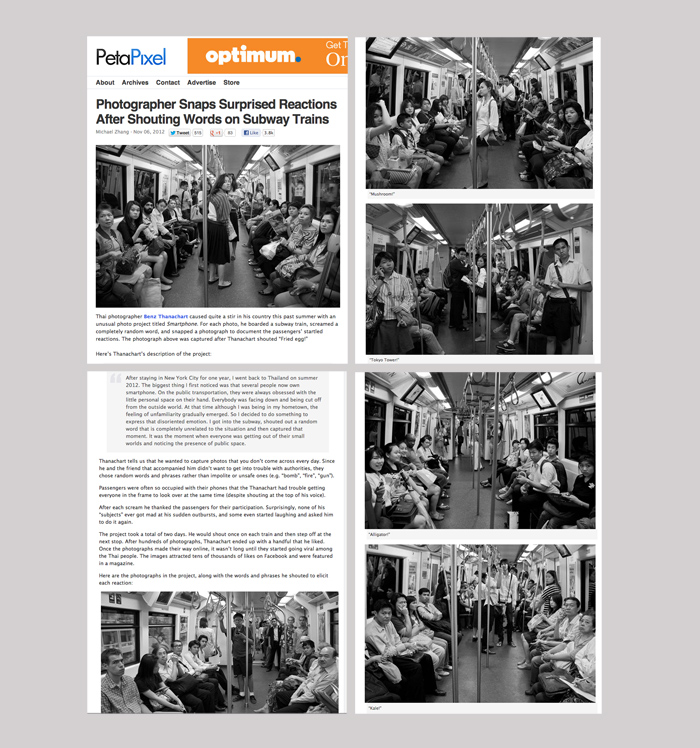 PetaPixel
optimum.
Get T
Or
About Archives Contact Advertise Store
Photographer Snaps Surprised Reactions
After Shouting Words on Subway Trains
Michael Zhang · Nov 06, 2012 Tweet +1 Like 3.8k
Thai photographer Benz Thanachart caused quite a stir in his country this past summer with an
unusual photo project titled Smartphone. For each photo, he boarded a subway train, screamed a
completely random word, and snapped a photograph to document the passengers' startled
reactions. The photograph above was captured after Thanachart shouted "Fried egg!"
Here's Thanachart's description of the project:
After staying in New York City for one year, I went back to Thailand on summer
2012. The biggest thing I first noticed was that several people now own
smartphone. On the public transportation, they were always obsessed with the
little personal space on their hand. Everybody was facing down and being cut off
from the outside world. At that time although I was being in my hometown, the
feeling of unfamiliarity gradually emerged. So I decided to do something to
express that disoriented emotion. I got into the subway, shouted out a random
word that is completely unrelated to the situation and then captured that
moment. It was the moment when everyone was getting out of their small
worlds and noticing the presence of public space.
Thanachart tells us that he wanted to capture photos that you don't come across every day. Since
he and the friend that accompanied him didn't want to get into trouble with authorities, they
chose random words and phrases rather than impolite or unsafe ones (e.g. "bomb", "fire", "gun").
Passengers were often so occupied with their phones that the Thanachart had trouble getting
everyone in the frame to look over at the same time (despite shouting at the top of his voice).
After each scream he thanked the passengers for their participation. Surprisingly, none of his
"subjects" ever got mad at his sudden outbursts, and some even started laughing and asked him
to do it again.
The project took a total of two days. He would shout once on each train and then step off at the
next stop. After hundreds of photographs, Thanachart ended up with a handful that he liked.
Once the photographs made their way online, it wasn't long until they started going viral among
the Thai people. The images attracted tens of thousands of likes on Facebook and were featured
in a magazine.
Here are the photographs in the project, along with the words and phrases he shouted to elicit
each reaction:
"Mushroom!"
"Tokyo Tower!"
"Alligator!"
"Kale!"